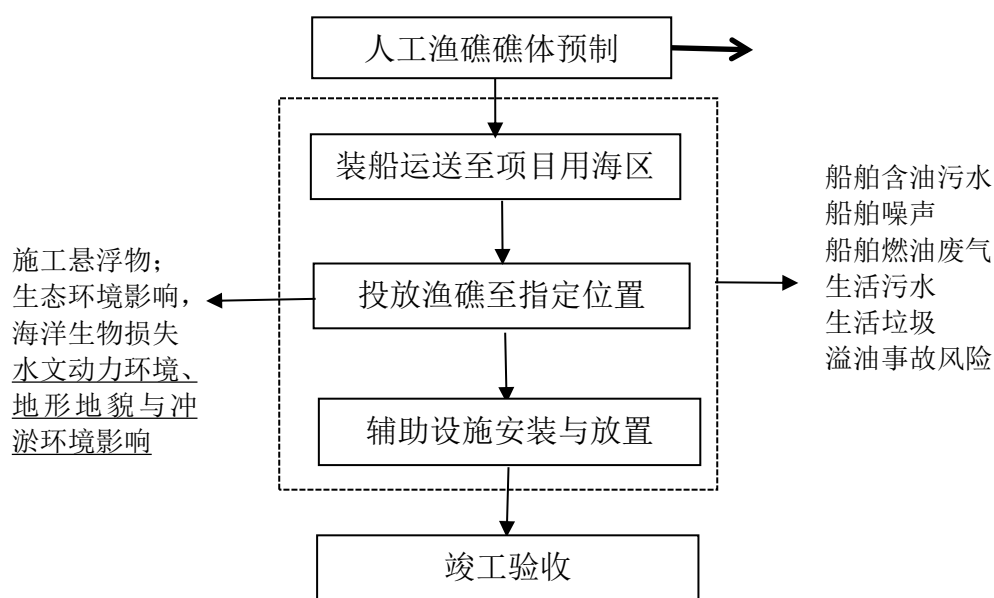 人工渔礁礁体预制
装船运送至项目用海区
投放渔礁至指定位置
辅助设施安装与放置
竣工验收
施工悬浮物；
生态环境影响，
海洋生物损失
水文动力环境、
地形地貌与冲
淤环境影响
船舶含油污水
船舶噪声
船舶燃油废气
生活污水
生活垃圾
溢油事故风险